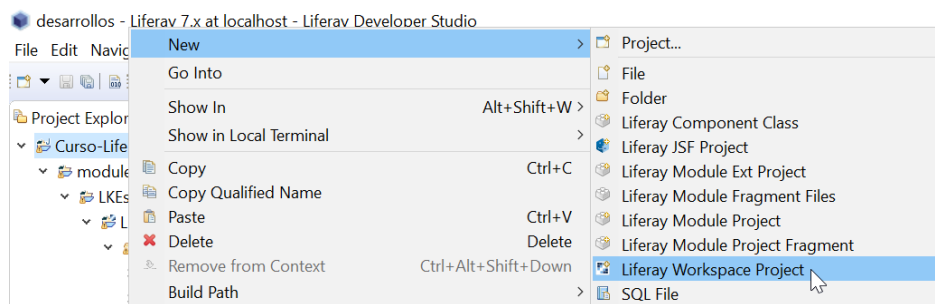 desarrollos - Liferay 7.x at localhost - Liferay Developer Studio
File Edit Navig
New
Go Into
Show In Alt+Shift+W
Show in Local Terminal
Copy Ctrl+C
Copy Qualified Name
Paste Ctrl+V
Delete Delete
Remove from Context Ctrl+Alt+Shift+Down
Build Path
Project...
File
Folder
Liferay Component Class
Liferay JSF Project
Liferay Module Ext Project
Liferay Module Fragment Files
Liferay Module Project
Liferay Module Project Fragment
Liferay Workspace Project
SQL File
Project Explor
Curso-Life
module
LKEs
L